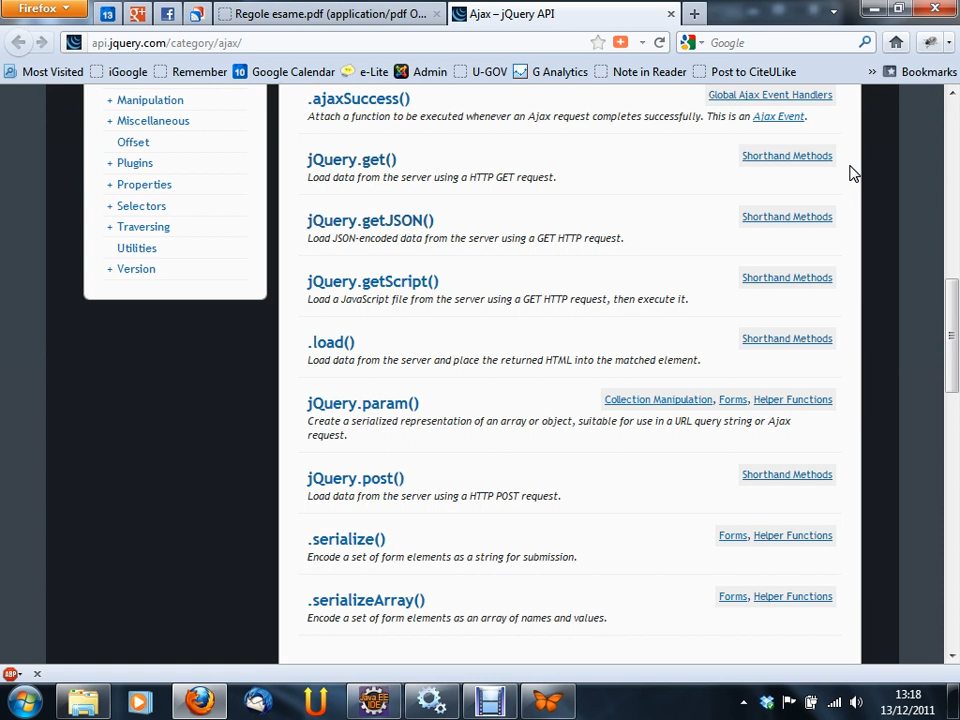 Firefox
13
Regole esame.pdf (application/pdf O...
Ajax – jQuery API
api.jquery.com/category/ajax/
Google
Most Visited
iGoogle
Remember
10
Google Calendar
e-Lite
Admin
U-GOV
G Analytics
Note in Reader
Post to CiteULike
»
Bookmarks
+ Manipulation
+ Miscellaneous
Offset
+ Plugins
+ Properties
+ Selectors
+ Traversing
Utilities
+ Version
.ajaxSuccess()
Global Ajax Event Handlers
Attach a function to be executed whenever an Ajax request completes successfully. This is an Ajax Event.
jQuery.get()
Shorthand Methods
Load data from the server using a HTTP GET request.
jQuery.getJSON()
Shorthand Methods
Load JSON-encoded data from the server using a GET HTTP request.
jQuery.getScript()
Shorthand Methods
Load a JavaScript file from the server using a GET HTTP request, then execute it.
.load()
Shorthand Methods
Load data from the server and place the returned HTML into the matched element.
jQuery.param()
Collection Manipulation, Forms, Helper Functions
Create a serialized representation of an array or object, suitable for use in a URL query string or Ajax
request.
jQuery.post()
Shorthand Methods
Load data from the server using a HTTP POST request.
.serialize()
Forms, Helper Functions
Encode a set of form elements as a string for submission.
.serializeArray()
Forms, Helper Functions
Encode a set of form elements as an array of names and values.
ABP
Java EE
IDE
13:18
13/12/2011